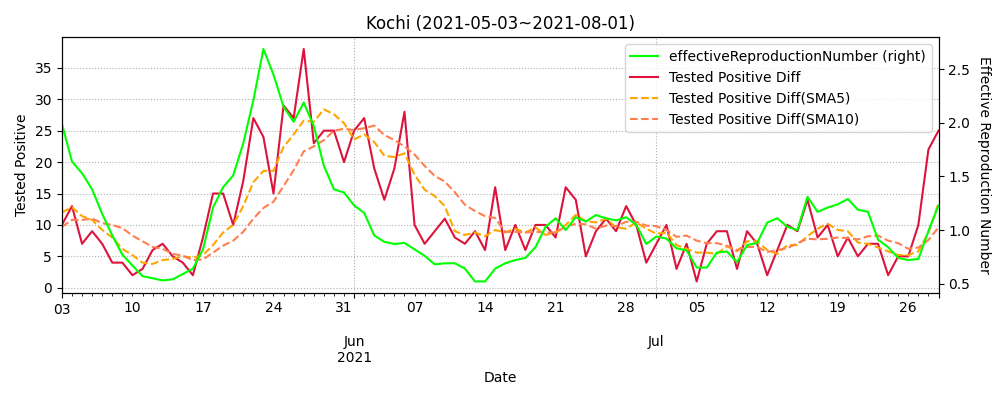 Kochi (2021-05-03~2021-08-01)
effectiveReproductionNumber (right)
Tested Positive Diff
Tested Positive Diff(SMA5)
Tested Positive Diff(SMA10)
Tested Positive
35
30
25
20
15
10
5
0
2.5
2.0
1.5
1.0
0.5
Effective Reproduction Number
03 10 17 24 31 07 14 21 28 05 12 19 26
Jun Jul
2021
Date